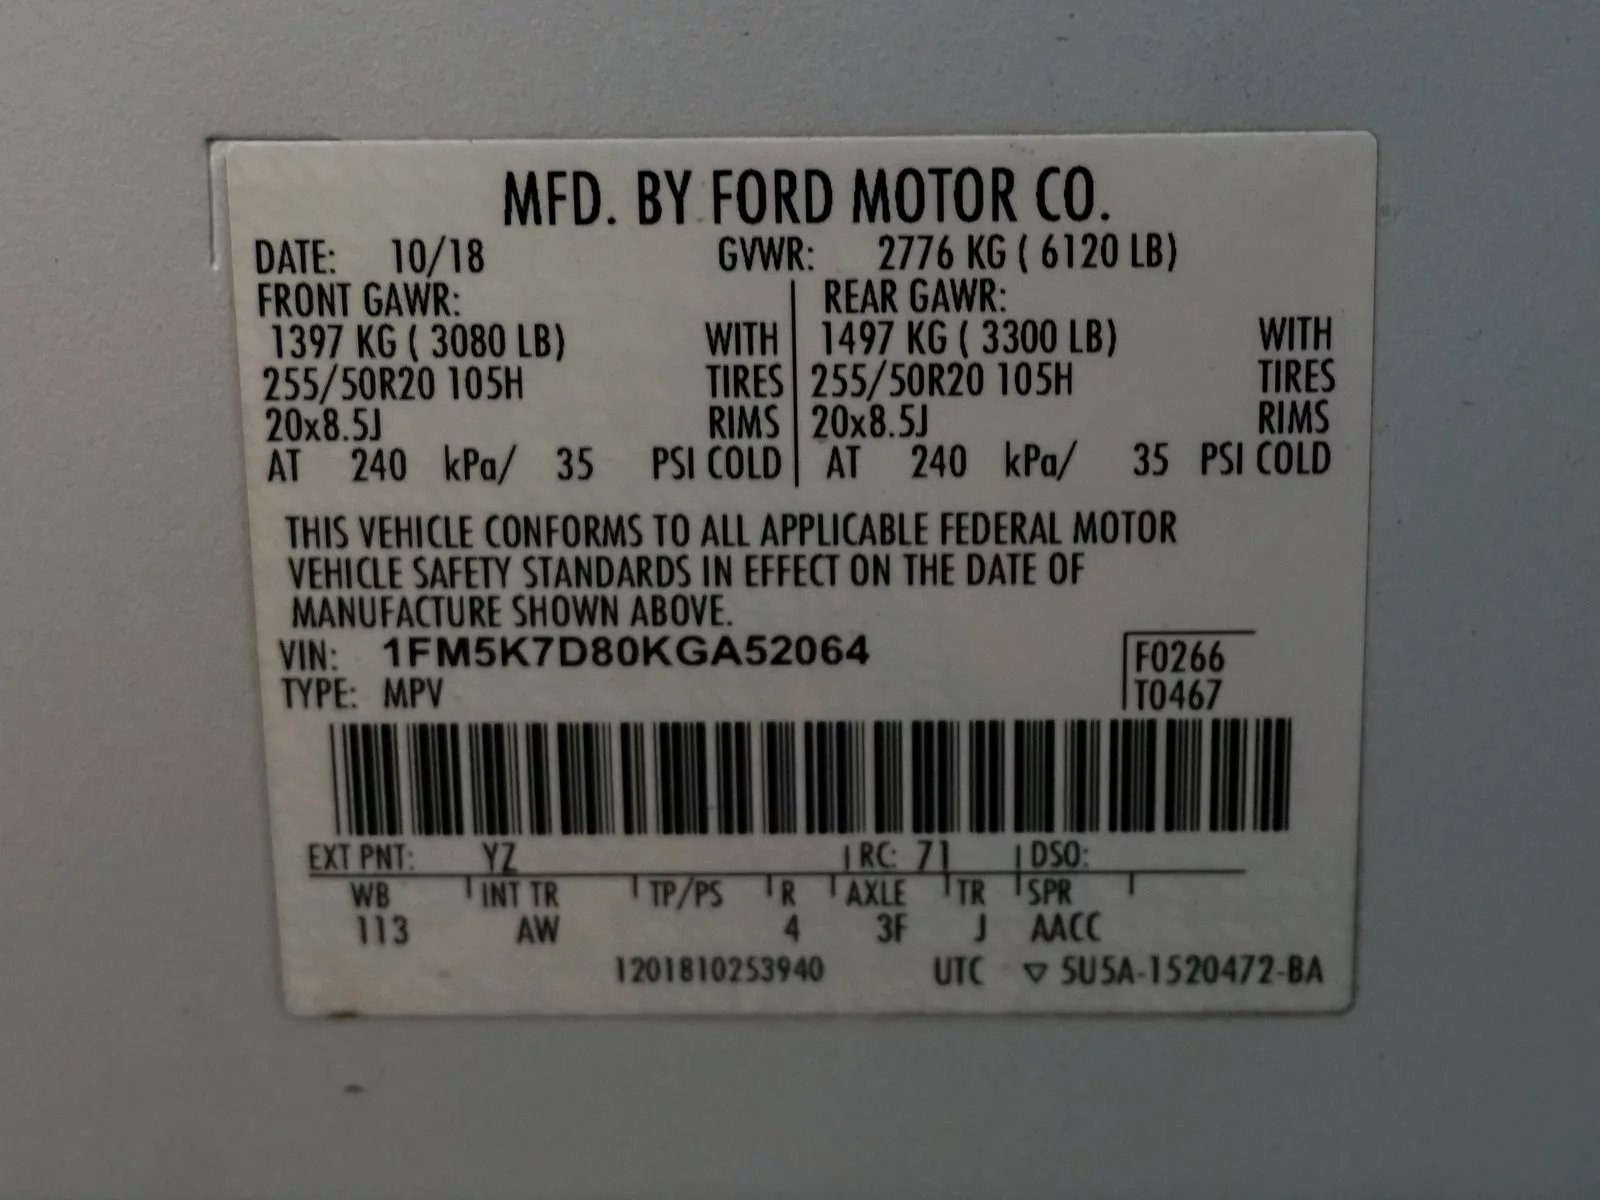 MFD. BY FORD MOTOR CO.
DATE: 10/18 GVWR: 2776 KG ( 6120 LB)
FRONT GAWR: REAR GAWR:
1397 KG ( 3080 LB) WITH 1497 KG ( 3300 LB) WITH
255/50R20 105H TIRES 255/50R20 105H TIRES
20x8.5J RIMS 20x8.5J RIMS
AT 240 kPa/ 35 PSI COLD AT 240 kPa/ 35 PSI COLD
THIS VEHICLE CONFORMS TO ALL APPLICABLE FEDERAL MOTOR
VEHICLE SAFETY STANDARDS IN EFFECT ON THE DATE OF
MANUFACTURE SHOWN ABOVE.
VIN: 1FM5K7D80KGA52064 F0266
TYPE: MPV T0467
EXT PNT: YZ RC: 71 DSO:
WB INT TR TP/PS R AXLE TR SPR
113 AW 4 3F J AACC
1201810253940 UTC ▽ 5U5A-1520472-BA